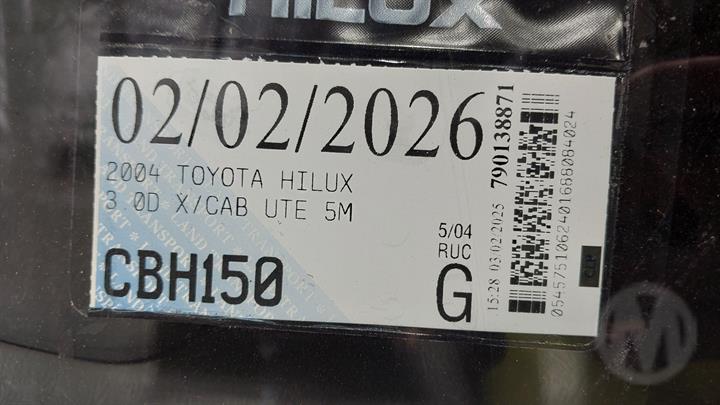 HILUX
02/02/2026
2004 TOYOTA HILUX
3.0D X/CAB UTE 5M
5/04
RUC
CBH150
G
15:28 03/02/2025 790138871
0545751062401688084024